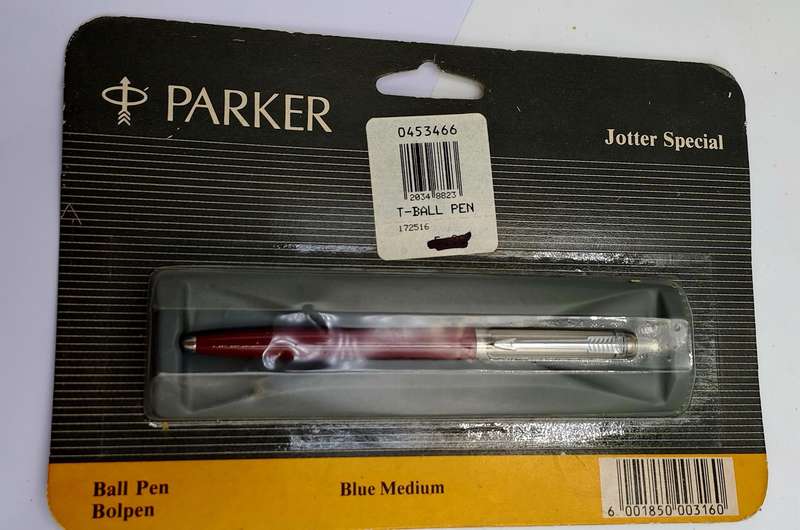 PARKER
Jotter Special
0453466
2034 8823
T-BALL PEN
172516
Ball Pen
Bolpen
Blue Medium
6 001850 003160